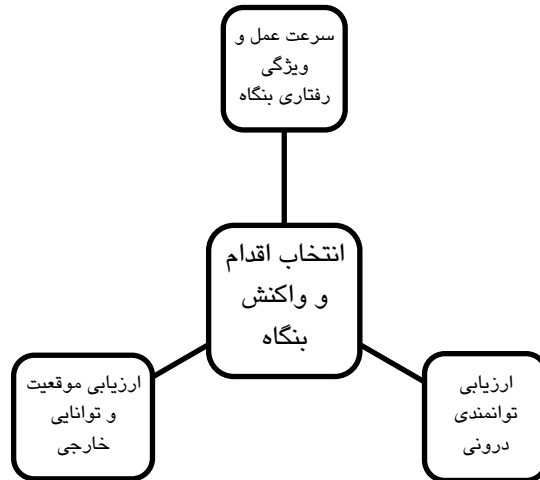 سرعت عمل و
ویژگی
رفتاری بنگاه
انتخاب اقدام
و واکنش
بنگاه
ارزیابی
توانمندی
درونی
ارزیابی موقعیت
و توانایی
خارجی